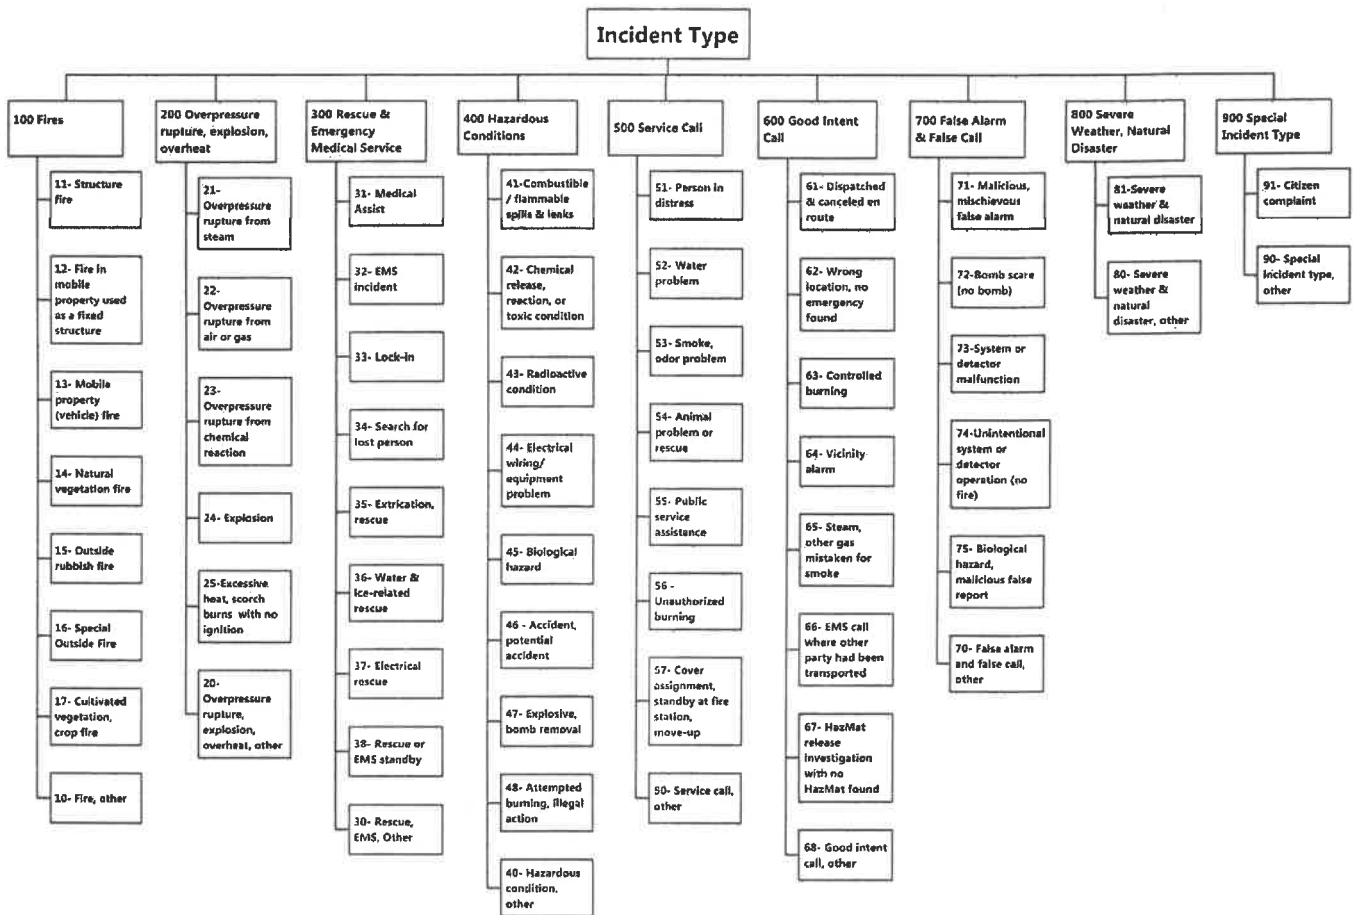 Incident Type
100 Fires
11- Structure
fire
12- Fire in
mobile
property used
as a fixed
structure
13- Mobile
property
(vehicle) fire
14- Natural
vegetation fire
15- Outside
rubbish fire
16- Special
Outside Fire
17- Cultivated
vegetation,
crop fire
10- Fire, other
200 Overpressure
rupture, explosion,
overheat
21-
Overpressure
rupture from
steam
22-
Overpressure
rupture from
air or gas
23-
Overpressure
rupture from
chemical
reaction
24- Explosion
25-Excessive
heat, scorch
burns with no
ignition
20-
Overpressure
rupture,
explosion,
overheat, other
300 Rescue &
Emergency
Medical Service
31- Medical
Assist
32- EMS
incident
33- Lock-in
34- Search for
lost person
35- Extrication,
rescue
36- Water &
ice-related
rescue
37- Electrical
rescue
38- Rescue or
EMS standby
30- Rescue,
EMS, Other
400 Hazardous
Conditions
41-Combustible
/ flammable
spills & leaks
42- Chemical
release,
reaction, or
toxic condition
43- Radioactive
condition
44- Electrical
wiring/
equipment
problem
45- Biological
hazard
46 - Accident,
potential
accident
47- Explosive,
bomb removal
48- Attempted
burning, illegal
action
40- Hazardous
condition,
other
500 Service Call
51- Person in
distress
52- Water
problem
53- Smoke,
odor problem
54- Animal
problem or
rescue
55- Public
service
assistance
56 -
Unauthorized
burning
57- Cover
assignment,
standby at fire
station,
move-up
50- Service call,
other
600 Good Intent
Call
61- Dispatched
& canceled en
route
62- Wrong
location, no
emergency
found
63- Controlled
burning
64- Vicinity
alarm
65- Steam,
other gas
mistaken for
smoke
66- EMS call
where other
party had been
transported
67- HazMat
release
investigation
with no
HazMat found
68- Good intent
call, other
700 False Alarm
& False Call
71- Malicious,
mischievous
false alarm
72-Bomb scare
(no bomb)
73-System or
detector
malfunction
74-Unintentional
system or
detector
operation (no
fire)
75- Biological
hazard,
malicious false
report
70- False alarm
and false call,
other
800 Severe
Weather, Natural
Disaster
81-Severe
weather &
natural disaster
80- Severe
weather &
natural
disaster, other
900 Special
Incident Type
91- Citizen
complaint
90- Special
incident type,
other